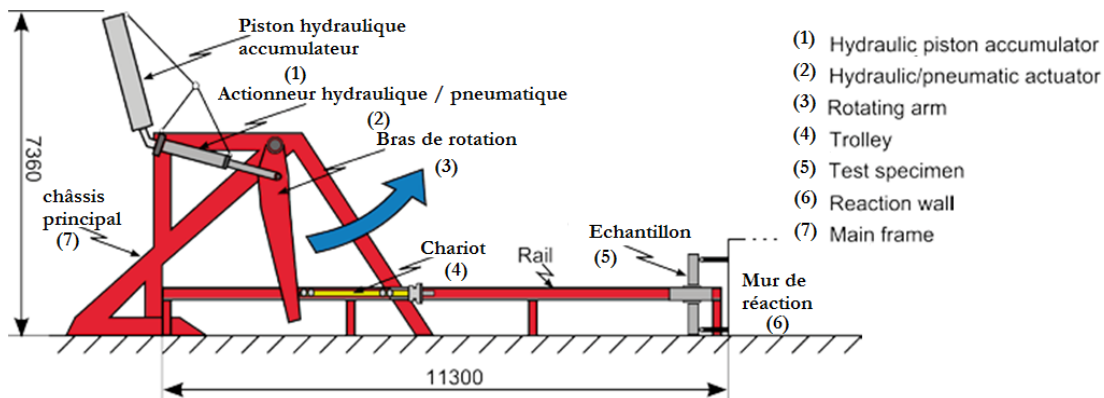 Piston hydraulique
accumulateur
(1)
Actionneur hydraulique / pneumatique
(2)
Bras de rotation
(3)
7360
châssis
principal
(7)
Chariot
(4)
Rail
Echantillon
(5)
Mur de
réaction
(6)
11300
(1) Hydraulic piston accumulator
(2) Hydraulic/pneumatic actuator
(3) Rotating arm
(4) Trolley
(5) Test specimen
(6) Reaction wall
(7) Main frame